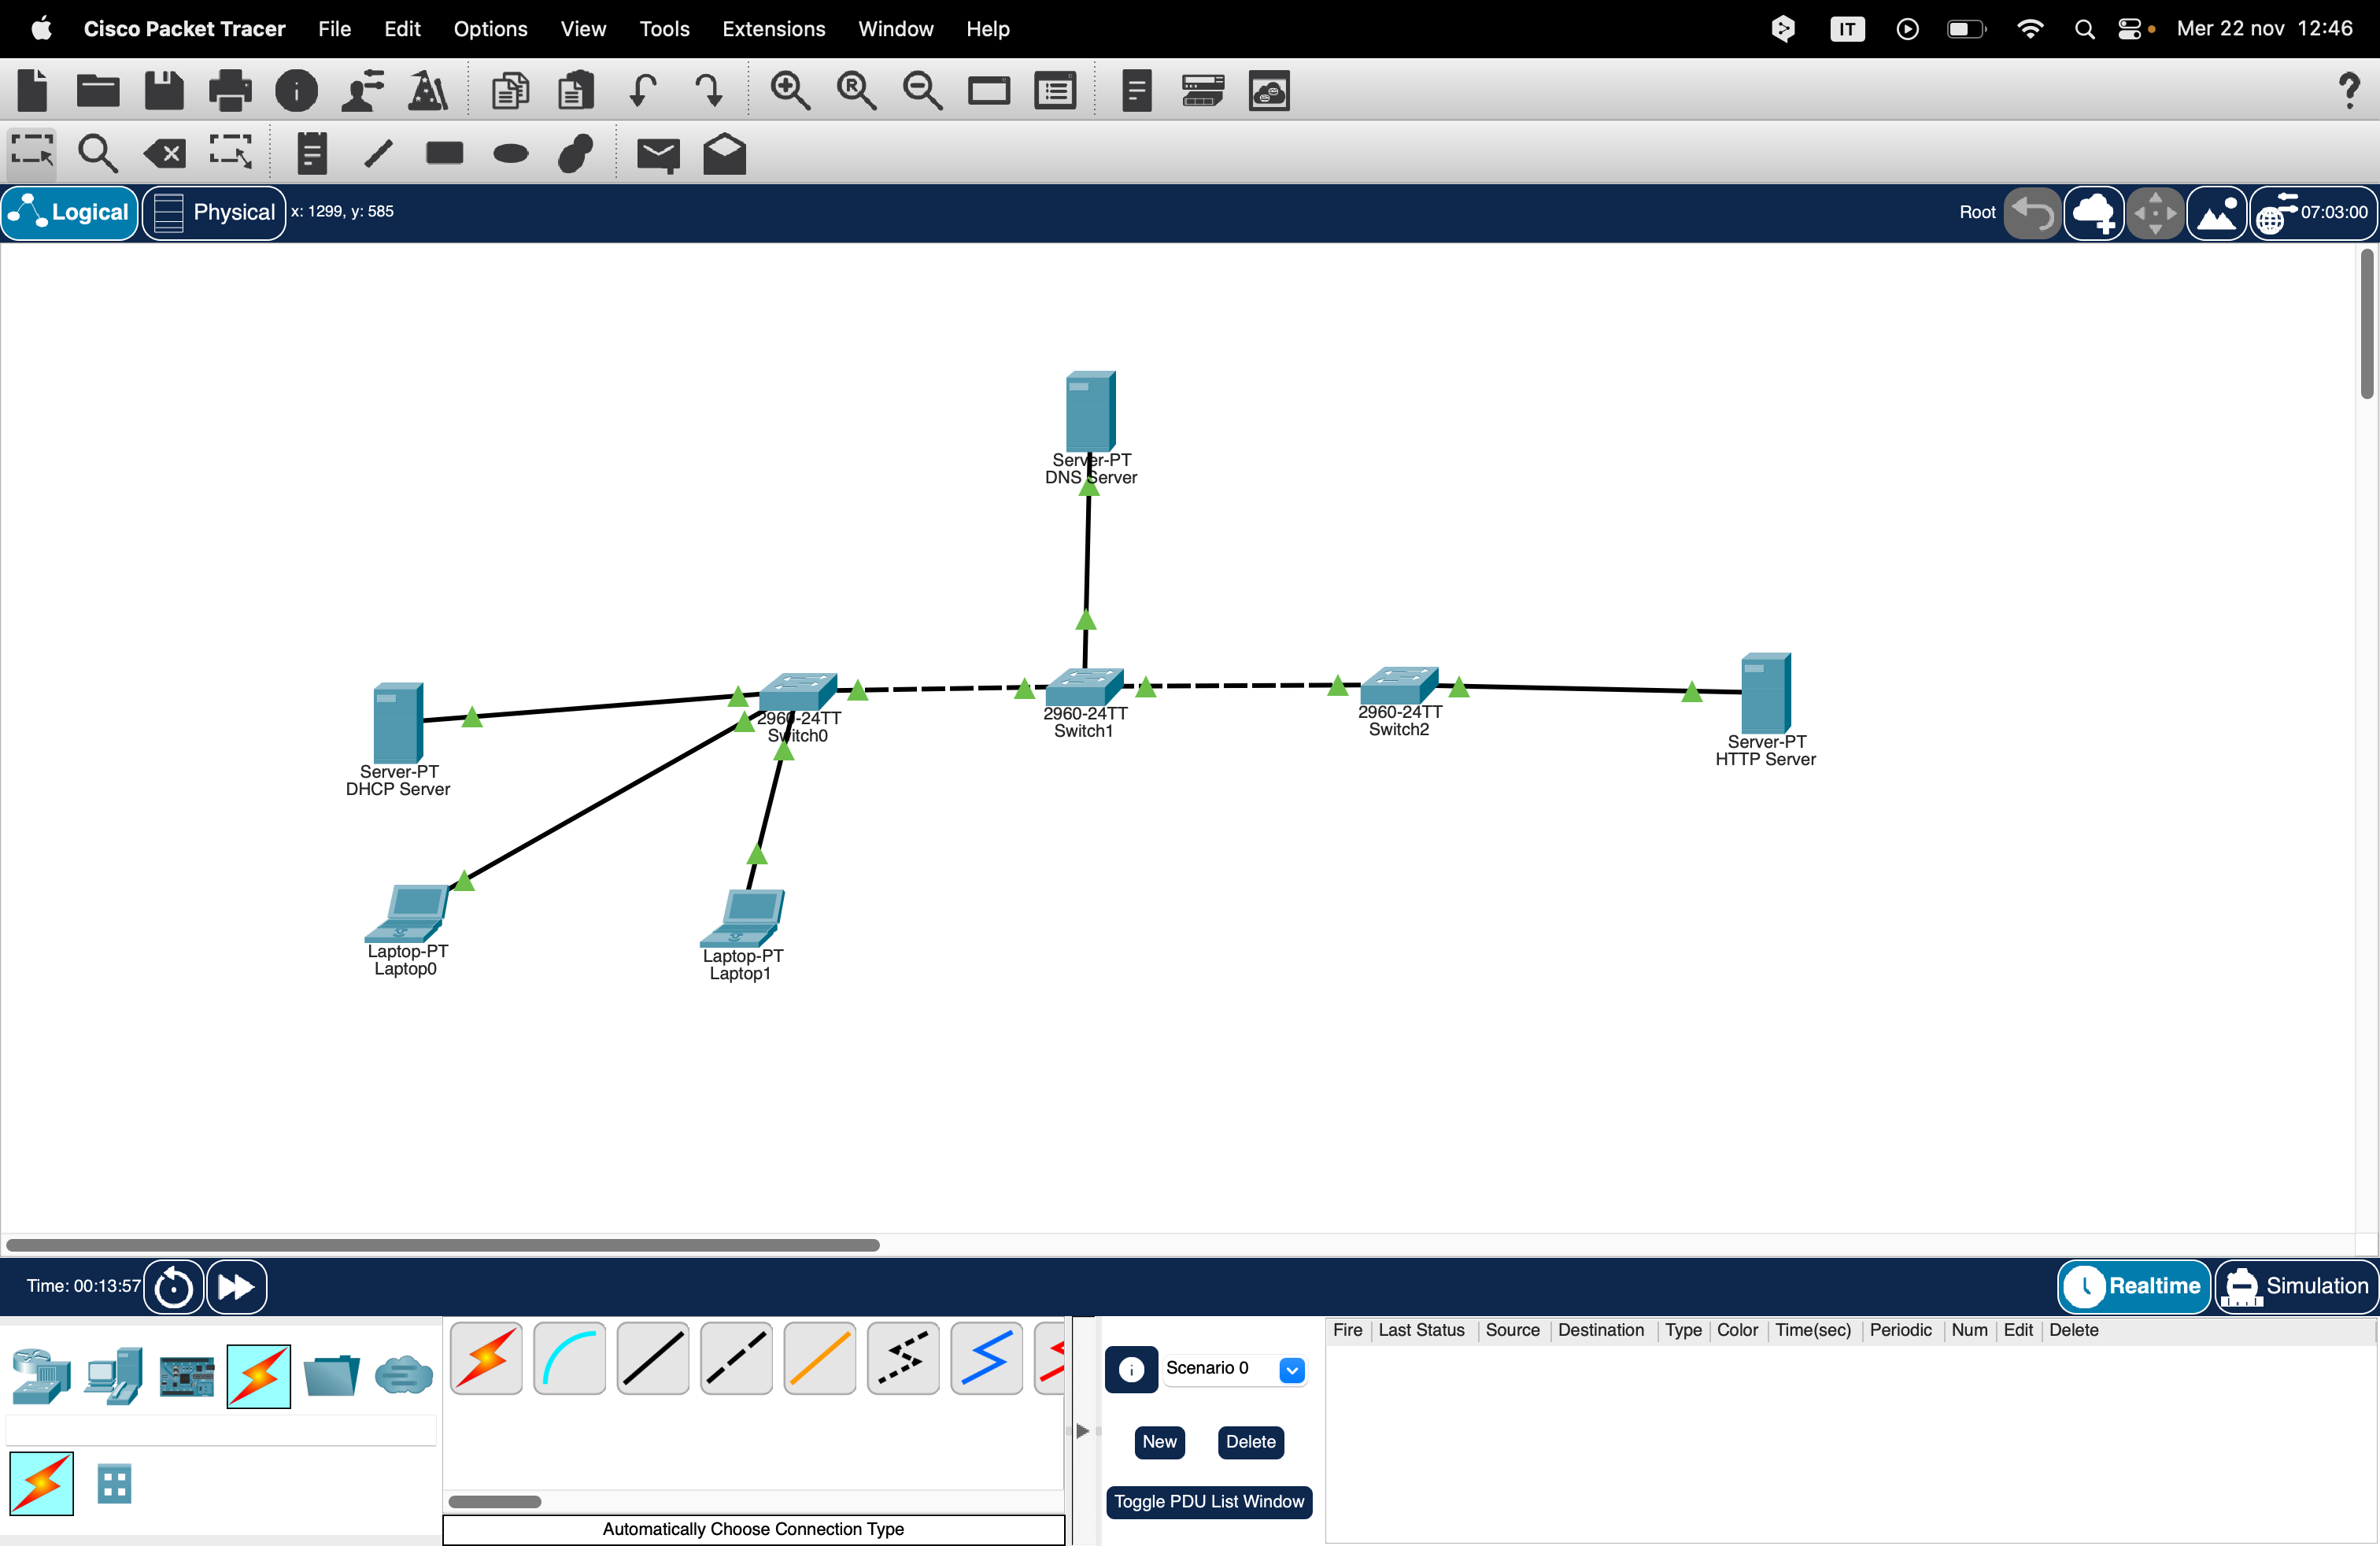 Cisco Packet Tracer File Edit Options View Tools Extensions Window Help IT Mer 22 nov 12:46
R
Logical Physical x: 1299, y: 585 Root 07:03:00
Server-PT
DNS Server
2960-24TT
Switch0
2960-24TT
Switch1
2960-24TT
Switch2
Server-PT
HTTP Server
Server-PT
DHCP Server
Laptop-PT
Laptop0
Laptop-PT
Laptop1
Time: 00:13:57 Realtime Simulation
Fire Last Status Source Destination Type Color Time(sec) Periodic Num Edit Delete
Scenario 0
New Delete
Toggle PDU List Window
Automatically Choose Connection Type